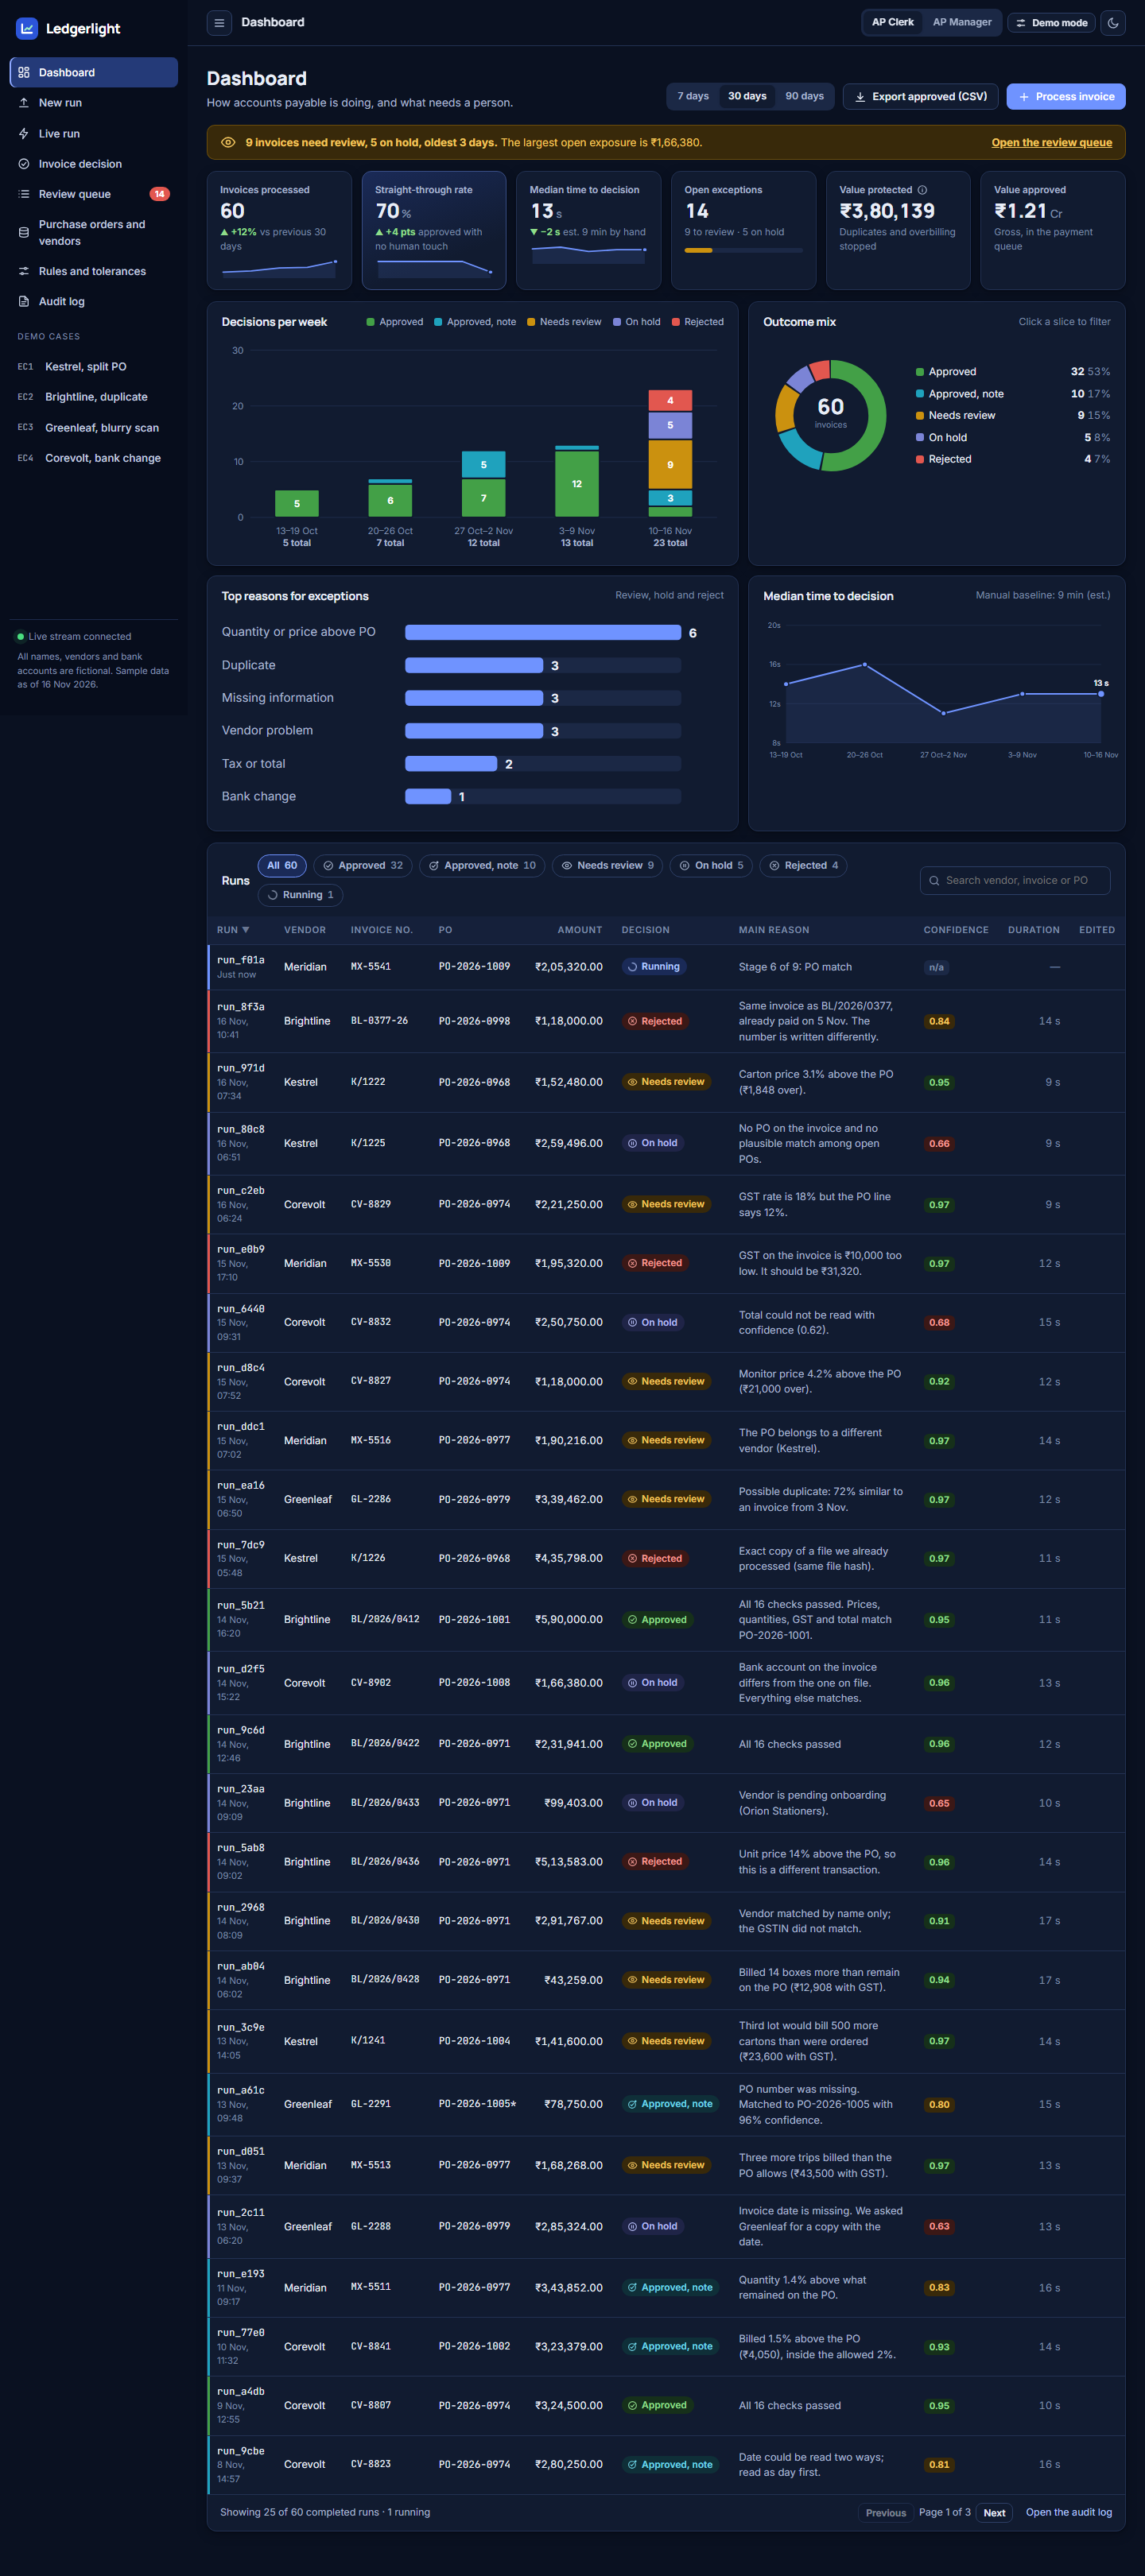 Ledgerlight
Dashboard
New run
Live run
Invoice decision
Review queue 14
Purchase orders and
vendors
Rules and tolerances
Audit log
DEMO CASES
EC1 Kestrel, split PO
EC2 Brightline, duplicate
EC3 Greenleaf, blurry scan
EC4 Corevolt, bank change
Live stream connected
All names, vendors and bank
accounts are fictional. Sample data
as of 16 Nov 2026.
Dashboard
AP Clerk AP Manager Demo mode
Dashboard
How accounts payable is doing, and what needs a person.
7 days 30 days 90 days Export approved (CSV) Process invoice
9 invoices need review, 5 on hold, oldest 3 days. The largest open exposure is ₹1,66,380. Open the review queue
Invoices processed
60
▲ +12% vs previous 30
days
Straight-through rate
70 %
▲ +4 pts approved with
no human touch
Median time to decision
13 s
▼ −2 s est. 9 min by hand
Open exceptions
14
9 to review · 5 on hold
Value protected
₹3,80,139
Duplicates and overbilling
stopped
Value approved
₹1.21 Cr
Gross, in the payment
queue
Decisions per week
Approved Approved, note Needs review On hold Rejected
30
20
10
0
5
6
7
5
12
3
9
5
4
13–19 Oct 20–26 Oct 27 Oct–2 Nov 3–9 Nov 10–16 Nov
5 total 7 total 12 total 13 total 23 total
Outcome mix Click a slice to filter
60
invoices
Approved 32 53%
Approved, note 10 17%
Needs review 9 15%
On hold 5 8%
Rejected 4 7%
Top reasons for exceptions Review, hold and reject
Quantity or price above PO 6
Duplicate 3
Missing information 3
Vendor problem 3
Tax or total 2
Bank change 1
Median time to decision Manual baseline: 9 min (est.)
20s
16s
12s
8s
13 s
13–19 Oct 20–26 Oct 27 Oct–2 Nov 3–9 Nov 10–16 Nov
Runs
All 60 Approved 32 Approved, note 10 Needs review 9 On hold 5 Rejected 4
Running 1
Search vendor, invoice or PO
RUN ▼ VENDOR INVOICE NO. PO AMOUNT DECISION MAIN REASON CONFIDENCE DURATION EDITED
run_f01a
Just now
Meridian MX-5541 PO-2026-1009 ₹2,05,320.00 Running Stage 6 of 9: PO match n/a —
run_8f3a
16 Nov,
10:41
Brightline BL-0377-26 PO-2026-0998 ₹1,18,000.00 Rejected
Same invoice as BL/2026/0377,
already paid on 5 Nov. The
number is written differently.
0.84 14 s
run_971d
16 Nov,
07:34
Kestrel K/1222 PO-2026-0968 ₹1,52,480.00 Needs review
Carton price 3.1% above the PO
(₹1,848 over).
0.95 9 s
run_80c8
16 Nov,
06:51
Kestrel K/1225 PO-2026-0968 ₹2,59,496.00 On hold
No PO on the invoice and no
plausible match among open
POs.
0.66 9 s
run_c2eb
16 Nov,
06:24
Corevolt CV-8829 PO-2026-0974 ₹2,21,250.00 Needs review
GST rate is 18% but the PO line
says 12%.
0.97 9 s
run_e0b9
15 Nov,
17:10
Meridian MX-5530 PO-2026-1009 ₹1,95,320.00 Rejected
GST on the invoice is ₹10,000 too
low. It should be ₹31,320.
0.97 12 s
run_6440
15 Nov,
09:31
Corevolt CV-8832 PO-2026-0974 ₹2,50,750.00 On hold
Total could not be read with
confidence (0.62).
0.68 15 s
run_d8c4
15 Nov,
07:52
Corevolt CV-8827 PO-2026-0974 ₹1,18,000.00 Needs review
Monitor price 4.2% above the PO
(₹21,000 over).
0.92 12 s
run_ddc1
15 Nov,
07:02
Meridian MX-5516 PO-2026-0977 ₹1,90,216.00 Needs review
The PO belongs to a different
vendor (Kestrel).
0.97 14 s
run_ea16
15 Nov,
06:50
Greenleaf GL-2286 PO-2026-0979 ₹3,39,462.00 Needs review
Possible duplicate: 72% similar to
an invoice from 3 Nov.
0.97 12 s
run_7dc9
15 Nov,
05:48
Kestrel K/1226 PO-2026-0968 ₹4,35,798.00 Rejected
Exact copy of a file we already
processed (same file hash).
0.97 11 s
run_5b21
14 Nov,
16:20
Brightline BL/2026/0412 PO-2026-1001 ₹5,90,000.00 Approved
All 16 checks passed. Prices,
quantities, GST and total match
PO-2026-1001.
0.95 11 s
run_d2f5
14 Nov,
15:22
Corevolt CV-8902 PO-2026-1008 ₹1,66,380.00 On hold
Bank account on the invoice
differs from the one on file.
Everything else matches.
0.96 13 s
run_9c6d
14 Nov,
12:46
Brightline BL/2026/0422 PO-2026-0971 ₹2,31,941.00 Approved All 16 checks passed 0.96 12 s
run_23aa
14 Nov,
09:09
Brightline BL/2026/0433 PO-2026-0971 ₹99,403.00 On hold
Vendor is pending onboarding
(Orion Stationers).
0.65 10 s
run_5ab8
14 Nov,
09:02
Brightline BL/2026/0436 PO-2026-0971 ₹5,13,583.00 Rejected
Unit price 14% above the PO, so
this is a different transaction.
0.96 14 s
run_2968
14 Nov,
08:09
Brightline BL/2026/0430 PO-2026-0971 ₹2,91,767.00 Needs review
Vendor matched by name only;
the GSTIN did not match.
0.91 17 s
run_ab04
14 Nov,
06:02
Brightline BL/2026/0428 PO-2026-0971 ₹43,259.00 Needs review
Billed 14 boxes more than remain
on the PO (₹12,908 with GST).
0.94 17 s
run_3c9e
13 Nov,
14:05
Kestrel K/1241 PO-2026-1004 ₹1,41,600.00 Needs review
Third lot would bill 500 more
cartons than were ordered
(₹23,600 with GST).
0.97 14 s
run_a61c
13 Nov,
09:48
Greenleaf GL-2291 PO-2026-1005* ₹78,750.00 Approved, note
PO number was missing.
Matched to PO-2026-1005 with
96% confidence.
0.80 15 s
run_d051
13 Nov,
09:37
Meridian MX-5513 PO-2026-0977 ₹1,68,268.00 Needs review
Three more trips billed than the
PO allows (₹43,500 with GST).
0.97 13 s
run_2c11
13 Nov,
06:20
Greenleaf GL-2288 PO-2026-0979 ₹2,85,324.00 On hold
Invoice date is missing. We asked
Greenleaf for a copy with the
date.
0.63 13 s
run_e193
11 Nov,
09:17
Meridian MX-5511 PO-2026-0977 ₹3,43,852.00 Approved, note
Quantity 1.4% above what
remained on the PO.
0.83 16 s
run_77e0
10 Nov,
11:32
Corevolt CV-8841 PO-2026-1002 ₹3,23,379.00 Approved, note
Billed 1.5% above the PO
(₹4,050), inside the allowed 2%.
0.93 14 s
run_a4db
9 Nov,
12:55
Corevolt CV-8807 PO-2026-0974 ₹3,24,500.00 Approved All 16 checks passed 0.95 10 s
run_9cbe
8 Nov,
14:57
Corevolt CV-8823 PO-2026-0974 ₹2,80,250.00 Approved, note
Date could be read two ways;
read as day first.
0.81 16 s
Showing 25 of 60 completed runs · 1 running Previous Page 1 of 3 Next Open the audit log